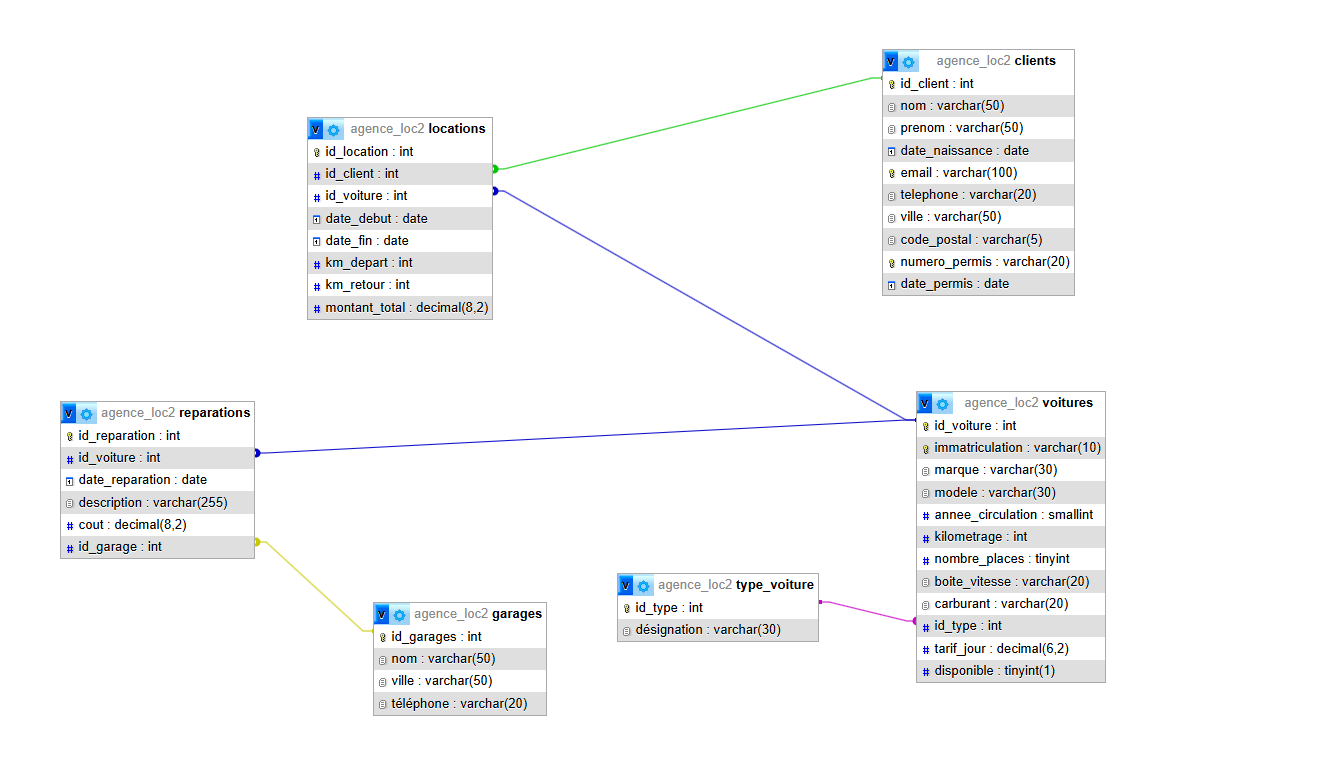 V agence_loc2 clients
id_client : int
nom : varchar(50)
prenom : varchar(50)
date_naissance : date
email : varchar(100)
telephone : varchar(20)
ville : varchar(50)
code_postal : varchar(5)
numero_permis : varchar(20)
date_permis : date
V agence_loc2 locations
id_location : int
# id_client : int
# id_voiture : int
date_debut : date
date_fin : date
# km_depart : int
# km_retour : int
# montant_total : decimal(8,2)
V agence_loc2 reparations
id_reparation : int
# id_voiture : int
date_reparation : date
description : varchar(255)
# cout : decimal(8,2)
# id_garage : int
V agence_loc2 voitures
id_voiture : int
immatriculation : varchar(10)
marque : varchar(30)
modele : varchar(30)
# annee_circulation : smallint
# kilometrage : int
# nombre_places : tinyint
boite_vitesse : varchar(20)
carburant : varchar(20)
# id_type : int
# tarif_jour : decimal(6,2)
# disponible : tinyint(1)
V agence_loc2 type_voiture
id_type : int
désignation : varchar(30)
V agence_loc2 garages
id_garages : int
nom : varchar(50)
ville : varchar(50)
téléphone : varchar(20)